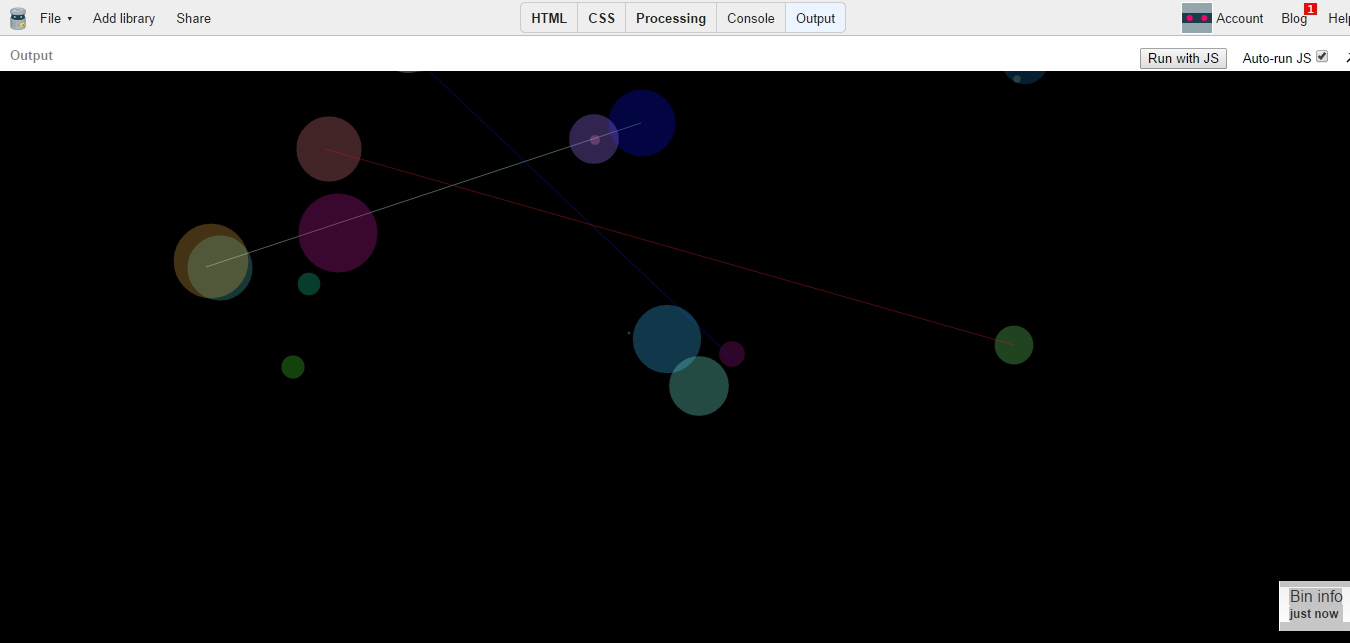 File Add library Share HTML CSS Processing Console Output Account Blog 1 Help
Output Run with JS Auto-run JS
Bin info
just now